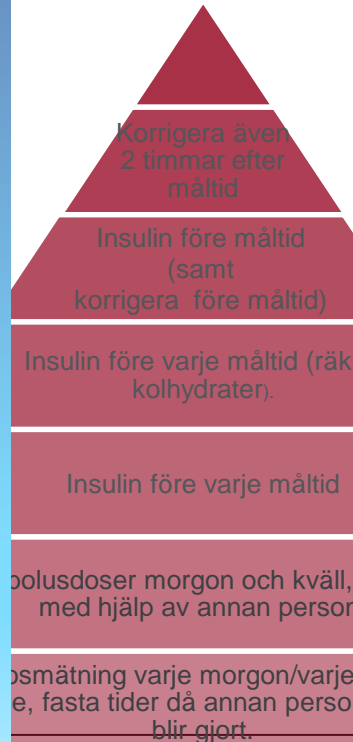 Korrigera även
2 timmar efter
måltid
Insulin före måltid
(samt
korrigera före måltid)
Insulin före varje måltid (räk
kolhydrater).
Insulin före varje måltid
bolusdoser morgon och kväll,
med hjälp av annan person
osmätning varje morgon/varje
e, fasta tider då annan perso
blir gjort.